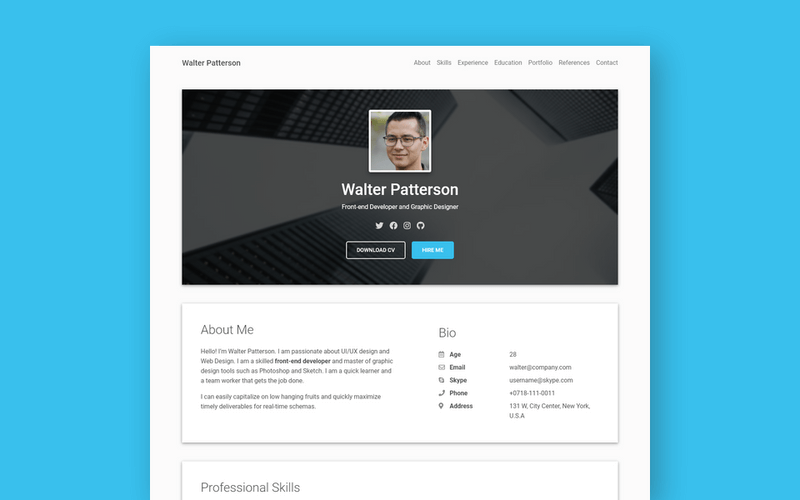 Walter Patterson
About Skills Experience Education Portfolio References Contact
Walter Patterson
Front-end Developer and Graphic Designer
DOWNLOAD CV HIRE ME
About Me
Hello! I'm Walter Patterson. I am passionate about UI/UX design and
Web Design. I am a skilled front-end developer and master of graphic
design tools such as Photoshop and Sketch. I am a quick learner and
a team worker that gets the job done.
I can easily capitalize on low hanging fruits and quickly maximize
timely deliverables for real-time schemas.
Bio
Age 28
Email walter@company.com
Skype username@skype.com
Phone +0718-111-0011
Address 131 W, City Center, New York,
U.S.A
Professional Skills